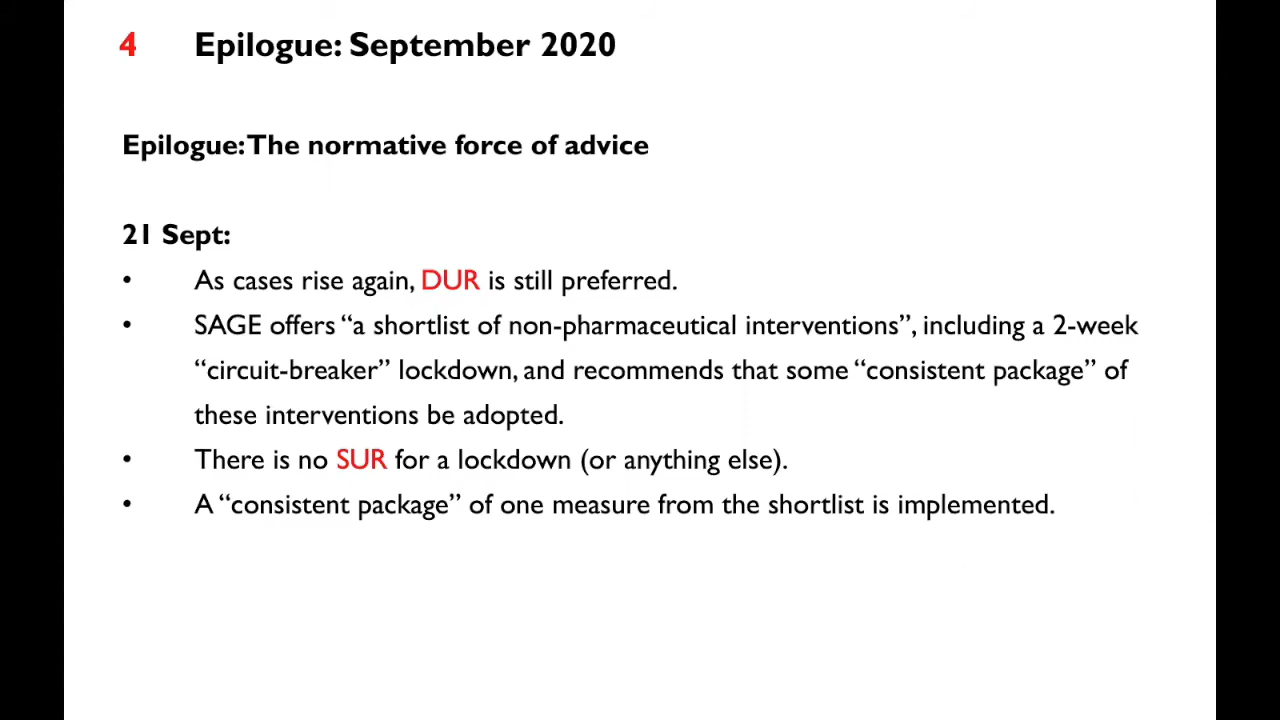 4 Epilogue: September 2020
Epilogue: The normative force of advice
21 Sept:
• As cases rise again, DUR is still preferred.
• SAGE offers “a shortlist of non-pharmaceutical interventions”, including a 2-week
“circuit-breaker” lockdown, and recommends that some “consistent package” of
these interventions be adopted.
• There is no SUR for a lockdown (or anything else).
• A “consistent package” of one measure from the shortlist is implemented.